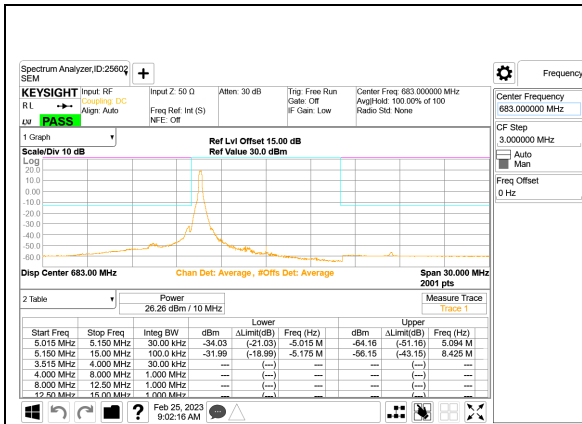 Spectrum Analyzer,ID:25602
SEM
+
Frequency
KEYSIGHT Input: RF Input Z: 50 Ω Atten: 30 dB Trig: Free Run Center Freq: 683.000000 MHz
R L Coupling: DC Gate: Off Avg|Hold: 100.00% of 100
Align: Auto Freq Ref: Int (S) IF Gain: Low Radio Std: None
NFE: Off
PASS
Center Frequency
683.000000 MHz
CF Step
3.000000 MHz
Auto
Man
Freq Offset
0 Hz
1 Graph
Ref Lvl Offset 15.00 dB
Scale/Div 10 dB Ref Value 30.0 dBm
Log
20.0
10.0
0.00
-10.0
-20.0
-30.0
-40.0
-50.0
-60.0
Disp Center 683.00 MHz Chan Det: Average, #Offs Det: Average Span 30.000 MHz
2001 pts
2 Table
Power Measure Trace
26.26 dBm / 10 MHz Trace 1
Lower Upper
Start Freq Stop Freq Integ BW dBm ΔLimit(dB) Freq (Hz) dBm ΔLimit(dB) Freq (Hz)
5.015 MHz 5.150 MHz 30.00 kHz -34.03 (-21.03) -5.015 M -64.16 (-51.16) 5.094 M
5.150 MHz 15.00 MHz 100.0 kHz -31.99 (-18.99) -5.175 M -56.15 (-43.15) 8.425 M
3.515 MHz 4.000 MHz 30.00 kHz --- (---) --- (---)
4.000 MHz 8.000 MHz 1.000 MHz --- (---) --- (---)
8.000 MHz 12.50 MHz 1.000 MHz --- (---) --- (---)
12.50 MHz 15.00 MHz 1.000 MHz --- (---) --- (---)
?
Feb 25, 2023
9:02:16 AM